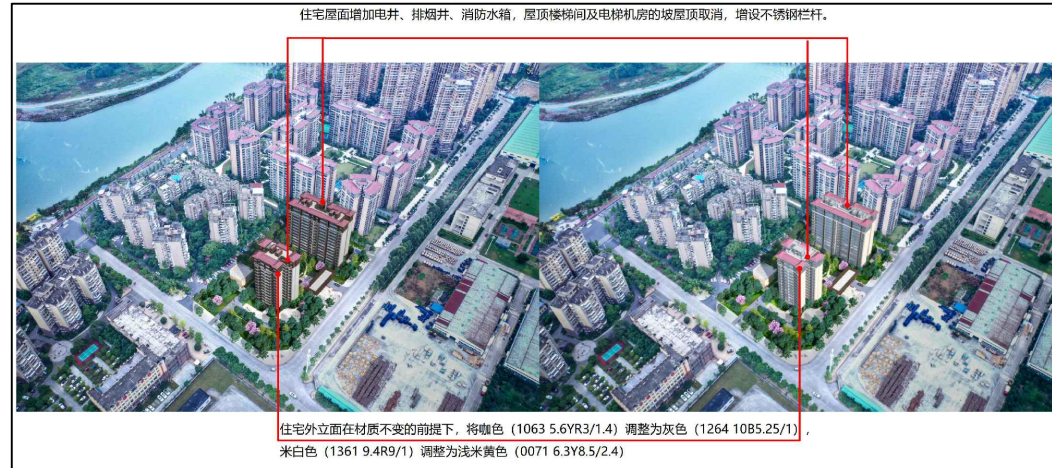 住宅屋面增加电井、排烟井、消防水箱，屋顶楼梯间及电梯机房的坡屋顶取消，增设不锈钢栏杆。
住宅外立面在材质不变的前提下，将咖色（1063 5.6YR3/1.4）调整为灰色（1264 10B5.25/1），
米白色（1361 9.4R9/1）调整为浅米黄色（0071 6.3Y8.5/2.4）